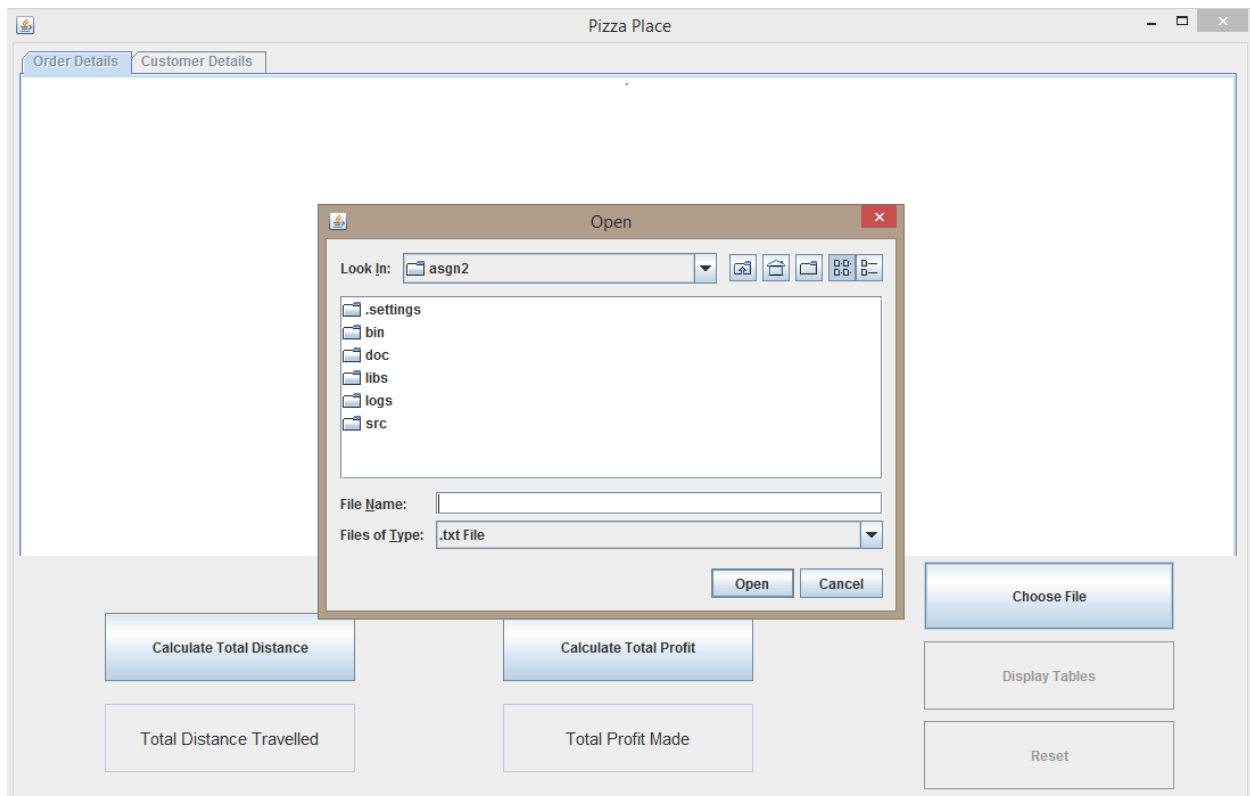 Pizza Place
Order Details Customer Details
Open
Look In: asgn2
.settings
bin
doc
libs
logs
src
File Name:
Files of Type: .txt File
Open Cancel
Choose File
Calculate Total Distance Calculate Total Profit
Display Tables
Total Distance Travelled Total Profit Made
Reset